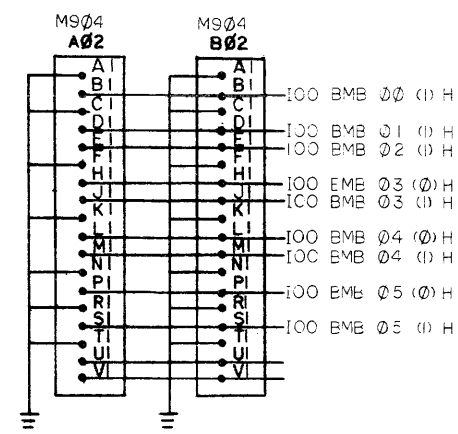 M9Ø4 M9Ø4
AØ2 BØ2
A1 A1
B1 B1
C1 C1
D1 D1
E1 E1
F1 F1
H1 H1
J1 J1
K1 K1
L1 L1
M1 M1
N1 N1
P1 P1
R1 R1
S1 S1
T1 T1
U1 U1
V1 V1
IOO BMB ØØ (1) H
IOO BMB Ø1 (1) H
IOO BMB Ø2 (1) H
IOO BMB Ø3 (Ø) H
IOO BMB Ø3 (1) H
IOO BMB Ø4 (Ø) H
IOO BMB Ø4 (1) H
IOO BMB Ø5 (Ø) H
IOO BMB Ø5 (1) H